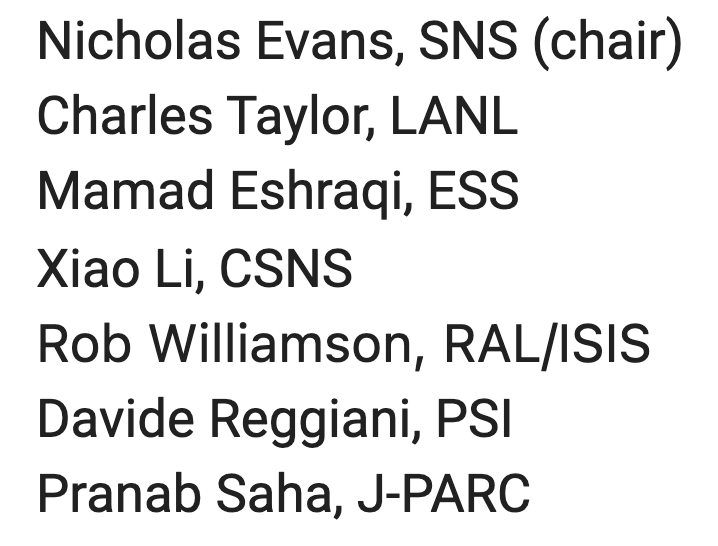 Nicholas Evans, SNS (chair)
Charles Taylor, LANL
Mamad Eshraqi, ESS
Xiao Li, CSNS
Rob Williamson, RAL/ISIS
Davide Reggiani, PSI
Pranab Saha, J-PARC